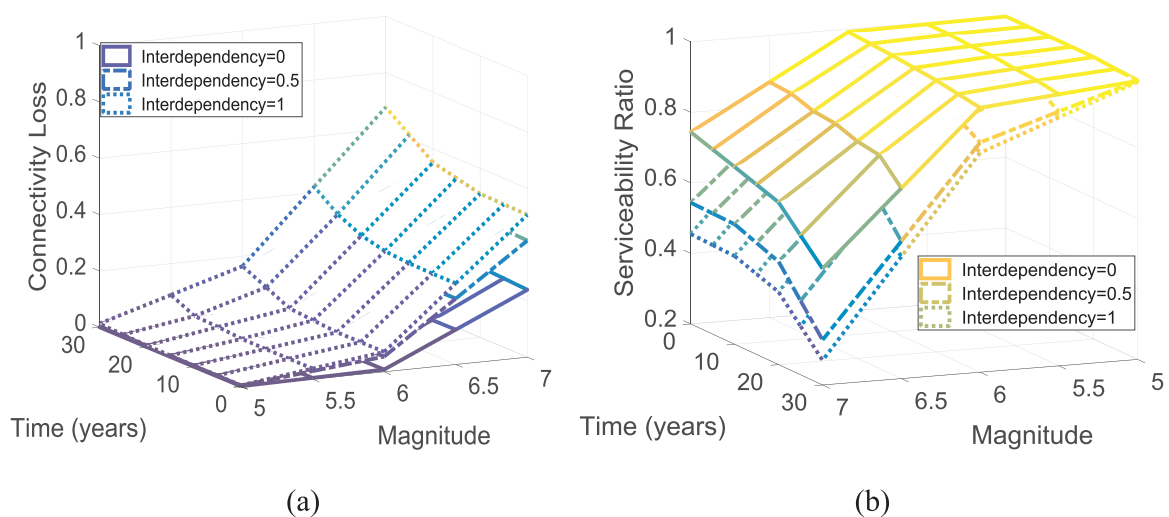 1
0.8
0.6
0.4
0.2
0
Connectivity Loss
Interdependency=0
Interdependency=0.5
Interdependency=1
30
20
10
0
Time (years)
5
5.5
6
6.5
7
Magnitude
(a)
1
0.8
0.6
0.4
0.2
Serviceability Ratio
Interdependency=0
Interdependency=0.5
Interdependency=1
0
10
20
30
Time (years)
7
6.5
6
5.5
5
Magnitude
(b)